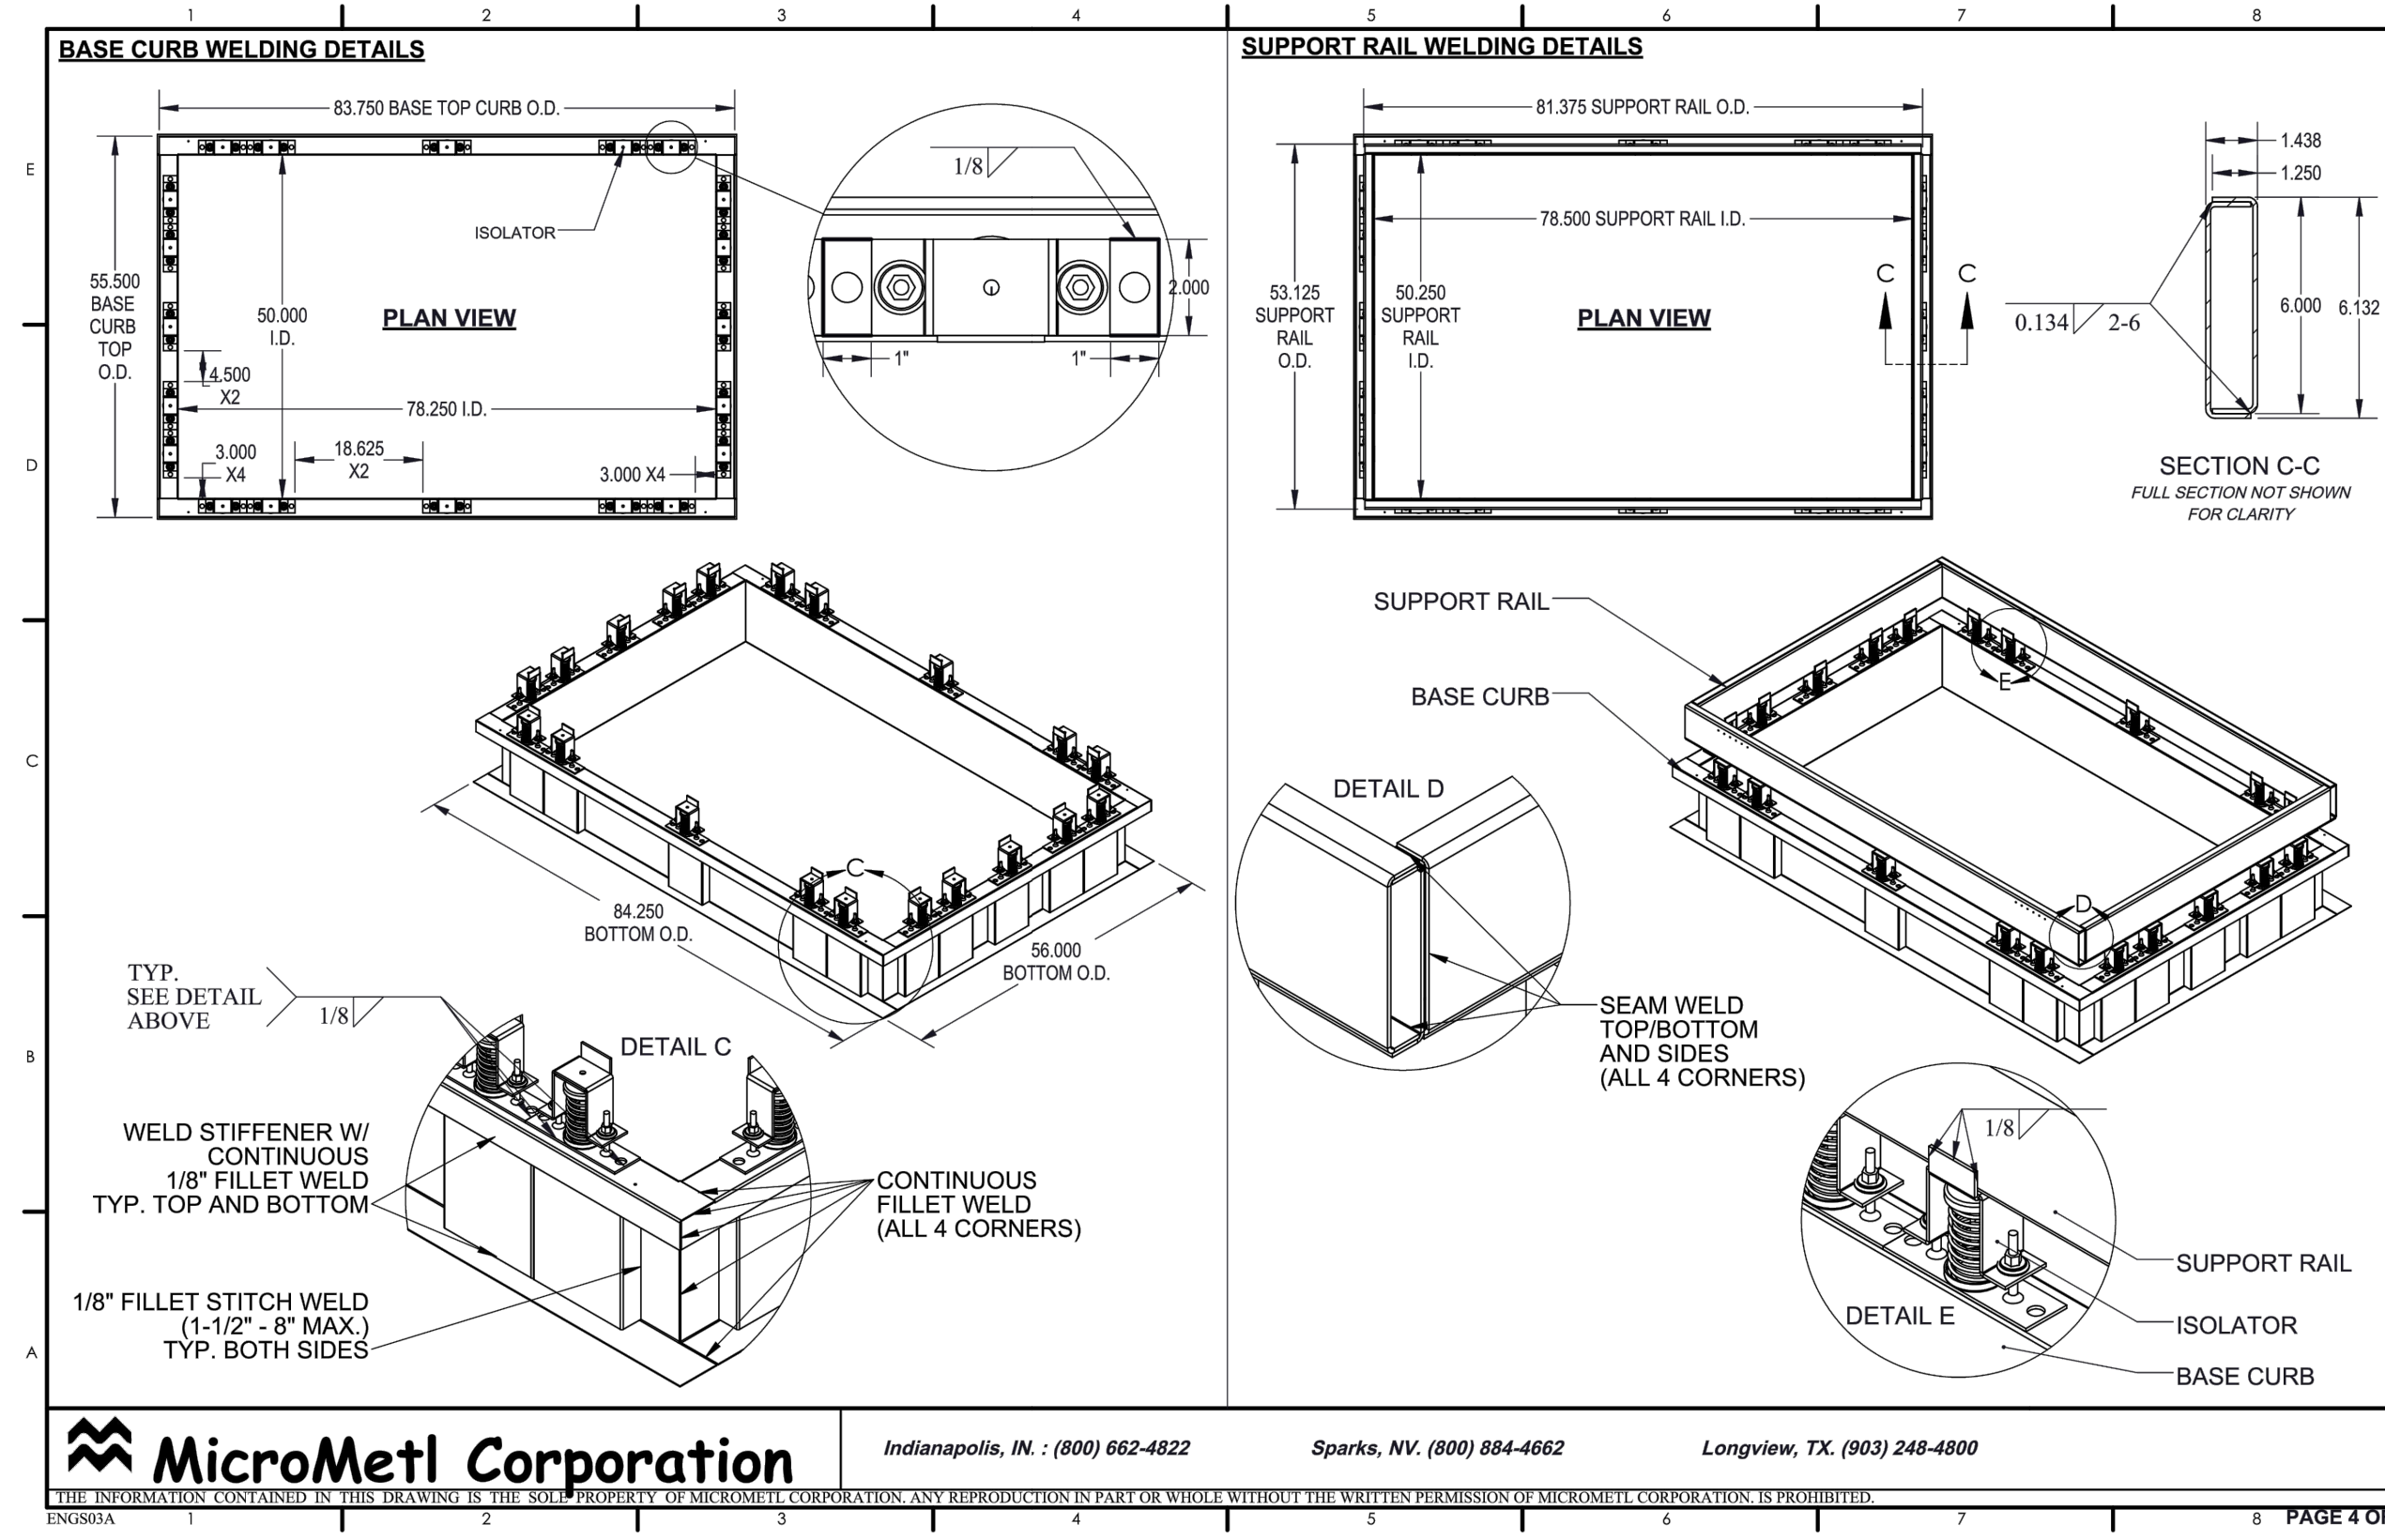 1 2 3 4 5 6 7 8
BASE CURB WELDING DETAILS
83.750 BASE TOP CURB O.D.
E
1/8
ISOLATOR
55.500
BASE
CURB
TOP
O.D.
50.000
I.D.
PLAN VIEW
2.000
1" 1"
4.500
X2
78.250 I.D.
3.000
X4
18.625
X2
3.000 X4
D
C
C
84.250
BOTTOM O.D.
56.000
BOTTOM O.D.
TYP.
SEE DETAIL
ABOVE
1/8
B
DETAIL C
WELD STIFFENER W/
CONTINUOUS
1/8" FILLET WELD
TYP. TOP AND BOTTOM
CONTINUOUS
FILLET WELD
(ALL 4 CORNERS)
1/8" FILLET STITCH WELD
(1-1/2" - 8" MAX.)
TYP. BOTH SIDES
A
SUPPORT RAIL WELDING DETAILS
81.375 SUPPORT RAIL O.D.
78.500 SUPPORT RAIL I.D.
53.125
SUPPORT
RAIL
O.D.
50.250
SUPPORT
RAIL
I.D.
PLAN VIEW
C C
1.438
1.250
0.134 2-6
6.000 6.132
SECTION C-C
FULL SECTION NOT SHOWN
FOR CLARITY
SUPPORT RAIL
BASE CURB
E
D
DETAIL D
SEAM WELD
TOP/BOTTOM
AND SIDES
(ALL 4 CORNERS)
1/8
DETAIL E
SUPPORT RAIL
ISOLATOR
BASE CURB
MicroMetl Corporation
Indianapolis, IN. : (800) 662-4822 Sparks, NV. (800) 884-4662 Longview, TX. (903) 248-4800
THE INFORMATION CONTAINED IN THIS DRAWING IS THE SOLE PROPERTY OF MICROMETL CORPORATION. ANY REPRODUCTION IN PART OR WHOLE WITHOUT THE WRITTEN PERMISSION OF MICROMETL CORPORATION. IS PROHIBITED.
ENGS03A 1 2 3 4 5 6 7 8 PAGE 4